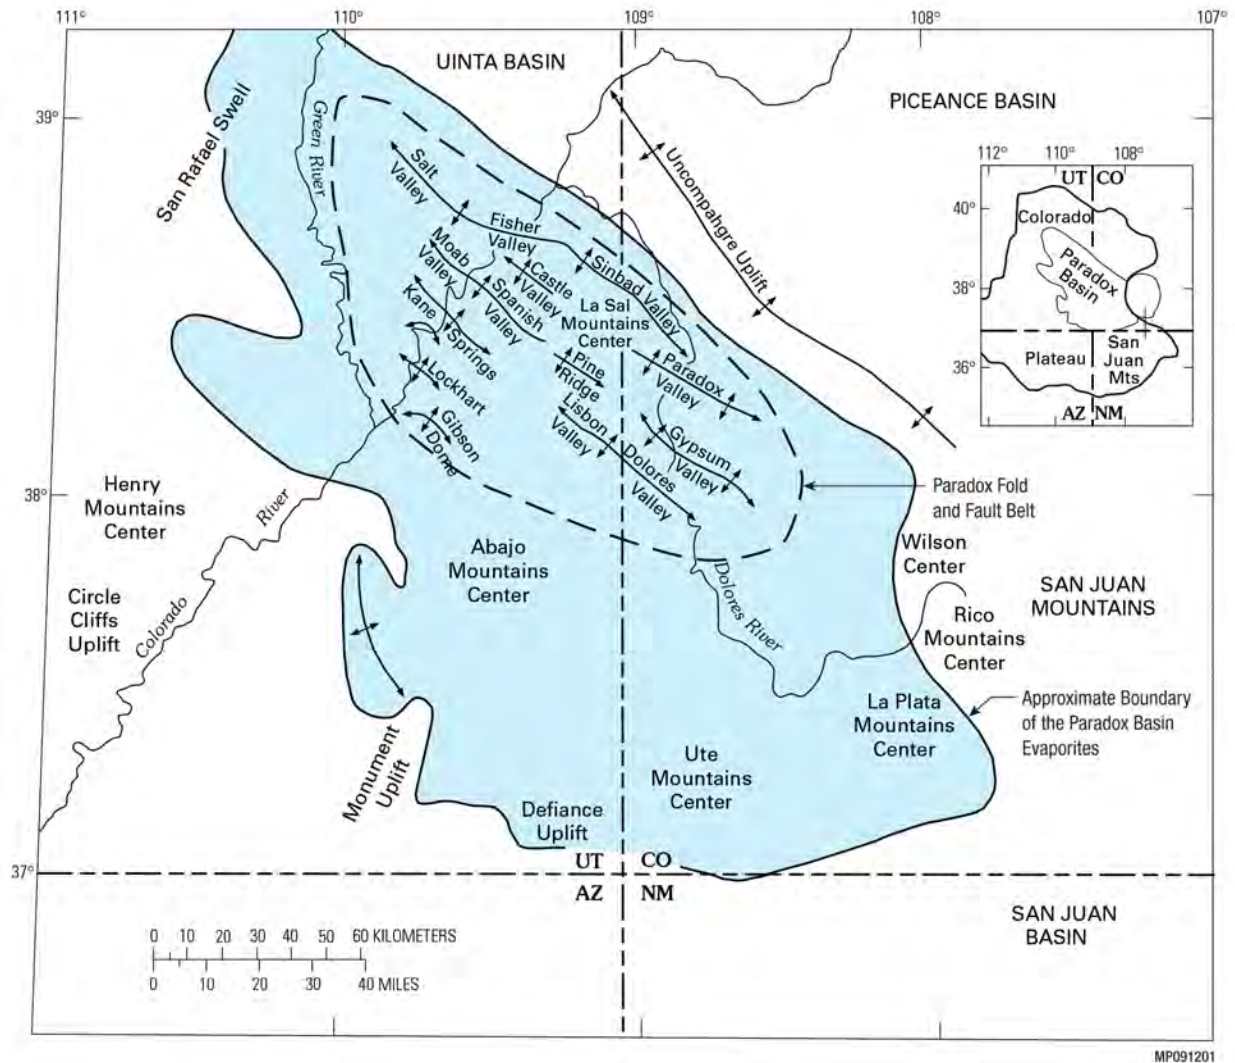 111°
110°
109°
108°
107°
UINTA BASIN
PICEANCE BASIN
39°
San Rafael Swell
Green River
Salt
Valley
Fisher
Valley
Uncompahgre Uplift
Moab
Valley
Castle
Valley
Sinbad Valley
Spanish
Valley
La Sal
Mountains
Center
Kane
Springs
Pine
Ridge
Paradox
Valley
Lockhart
Lisbon
Valley
Gibson
Dome
Gypsum
Valley
Dolores
Valley
112°
110°
108°
UT CO
40°
Colorado
Paradox
Basin
38°
Plateau
San
Juan
Mts
36°
AZ NM
38°
Henry
Mountains
Center
Paradox Fold
and Fault Belt
Abajo
Mountains
Center
Wilson
Center
SAN JUAN
MOUNTAINS
Circle
Cliffs
Uplift
Colorado
River
Dolores River
Rico
Mountains
Center
La Plata
Mountains
Center
Approximate Boundary
of the Paradox Basin
Evaporites
Monument
Uplift
Ute
Mountains
Center
Defiance
Uplift
37°
UT CO
AZ NM
SAN JUAN
BASIN
0 10 20 30 40 50 60 KILOMETERS
0 10 20 30 40 MILES
MP091201